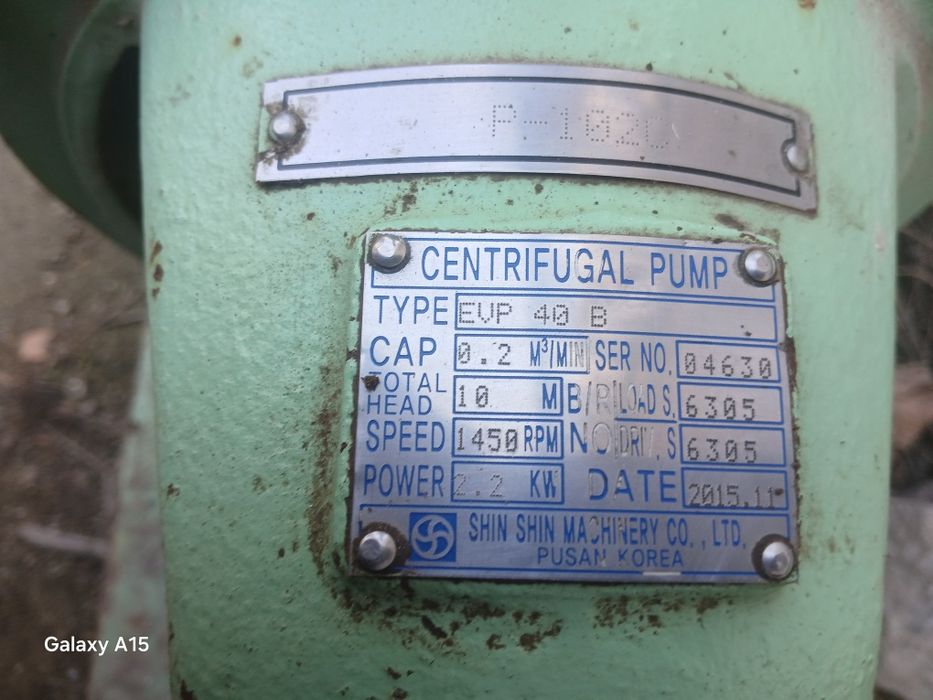 P-102C
CENTRIFUGAL PUMP
TYPE EVP 40 B
CAP 0.2 M³/MIN SER NO. 04630
TOTAL HEAD 10 M B/R LOAD S. 6305
SPEED 1450 RPM NO DRIV. S 6305
POWER 2.2 KW DATE 2015.11
SHIN SHIN MACHINERY CO., LTD.
PUSAN KOREA
Galaxy A15